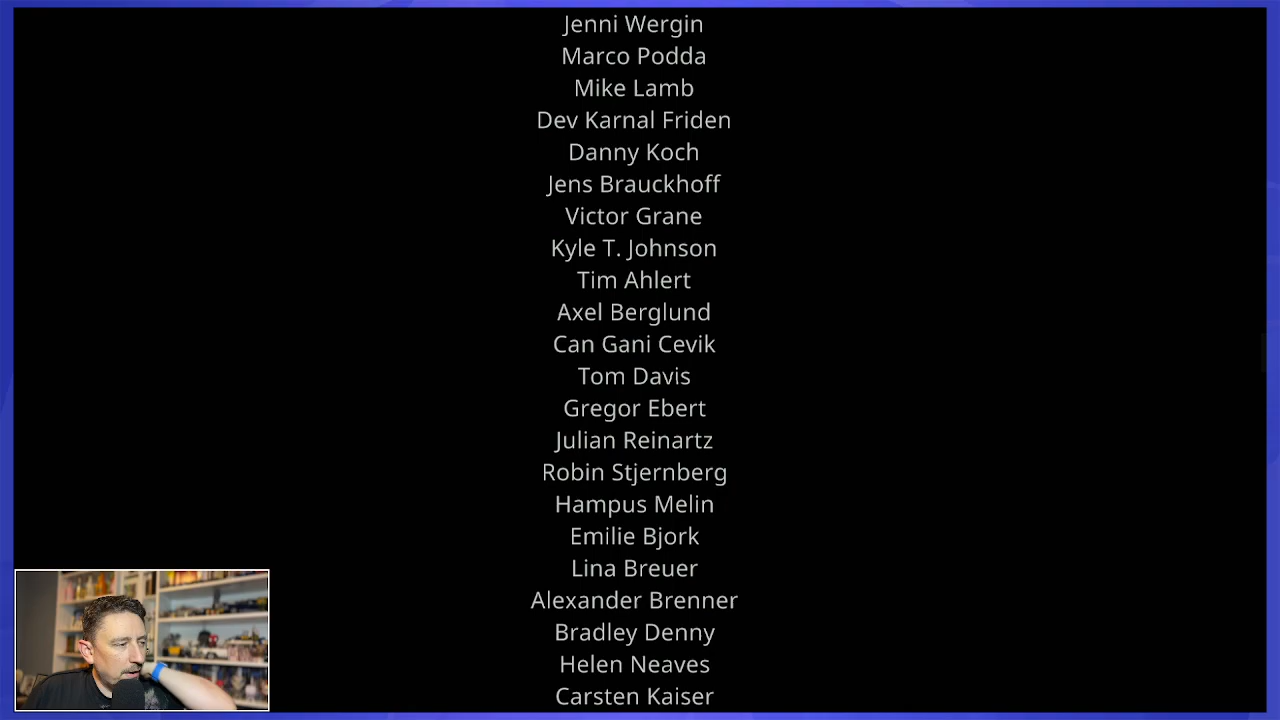 Jenni Wergin
Marco Podda
Mike Lamb
Dev Karnal Friden
Danny Koch
Jens Brauckhoff
Victor Grane
Kyle T. Johnson
Tim Ahlert
Axel Berglund
Can Gani Cevik
Tom Davis
Gregor Ebert
Julian Reinartz
Robin Stjernberg
Hampus Melin
Emilie Bjork
Lina Breuer
Alexander Brenner
Bradley Denny
Helen Neaves
Carsten Kaiser